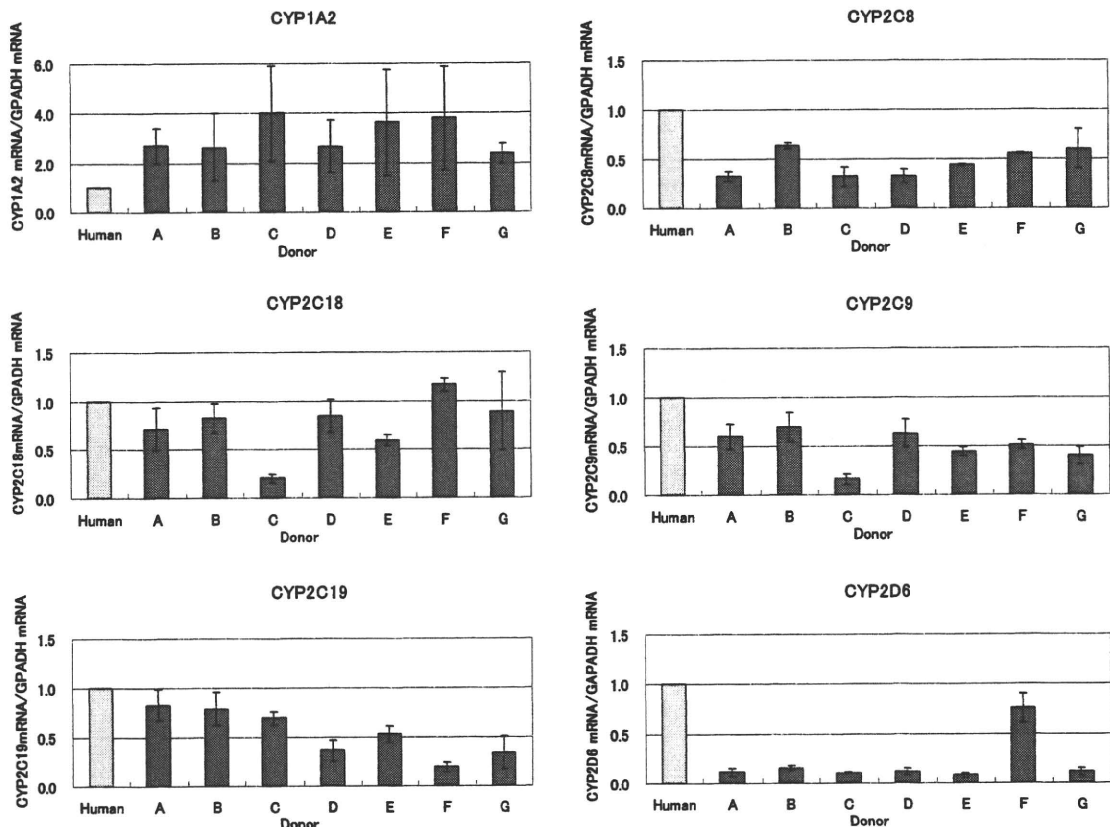 CYP1A2
CYP1A2 mRNA/GPADH mRNA
6.0
4.0
2.0
0.0
Human A B C D E F G
Donor
CYP2C8
CYP2C8mRNA/GPADH mRNA
1.5
1.0
0.5
0.0
Human A B C D E F G
Donor
CYP2C18
CYP2C18mRNA/GPADH mRNA
1.5
1.0
0.5
0.0
Human A B C D E F G
Donor
CYP2C9
CYP2C9mRNA/GPADH mRNA
1.5
1.0
0.5
0.0
Human A B C D E F G
Donor
CYP2C19
CYP2C19mRNA/GPADH mRNA
1.5
1.0
0.5
0.0
Human A B C D E F G
Donor
CYP2D6
CYP2D6 mRNA/GAPADH mRNA
1.5
1.0
0.5
0.0
Human A B C D E F G
Donor